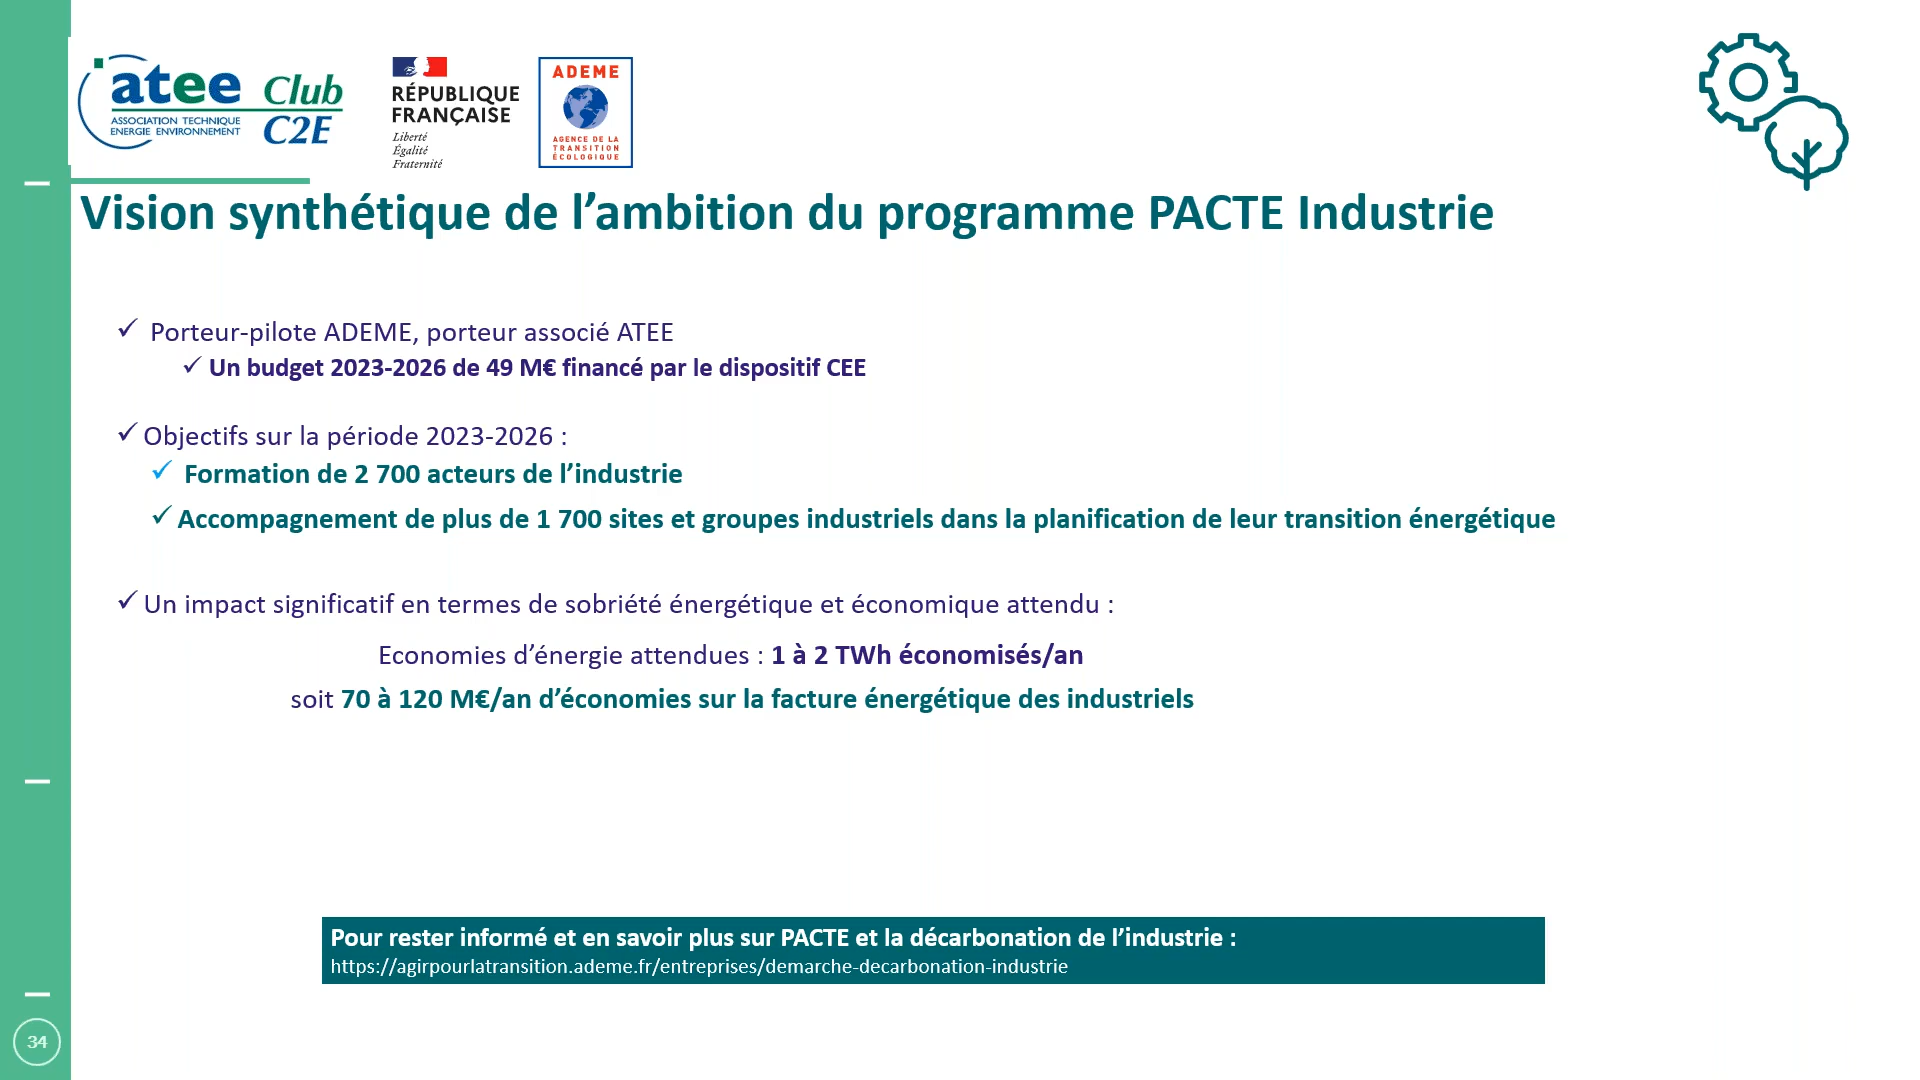 atee Club
ASSOCIATION TECHNIQUE
ENERGIE ENVIRONNEMENT
C2E
RÉPUBLIQUE
FRANÇAISE
Liberté
Égalité
Fraternité
ADEME
AGENCE DE LA
TRANSITION
ÉCOLOGIQUE
Vision synthétique de l’ambition du programme PACTE Industrie
✓ Porteur-pilote ADEME, porteur associé ATEE
✓ Un budget 2023-2026 de 49 M€ financé par le dispositif CEE
✓ Objectifs sur la période 2023-2026 :
✓ Formation de 2 700 acteurs de l’industrie
✓ Accompagnement de plus de 1 700 sites et groupes industriels dans la planification de leur transition énergétique
✓ Un impact significatif en termes de sobriété énergétique et économique attendu :
Economies d’énergie attendues : 1 à 2 TWh économisés/an
soit 70 à 120 M€/an d’économies sur la facture énergétique des industriels
Pour rester informé et en savoir plus sur PACTE et la décarbonation de l’industrie :
https://agirpourlatransition.ademe.fr/entreprises/demarche-decarbonation-industrie
34